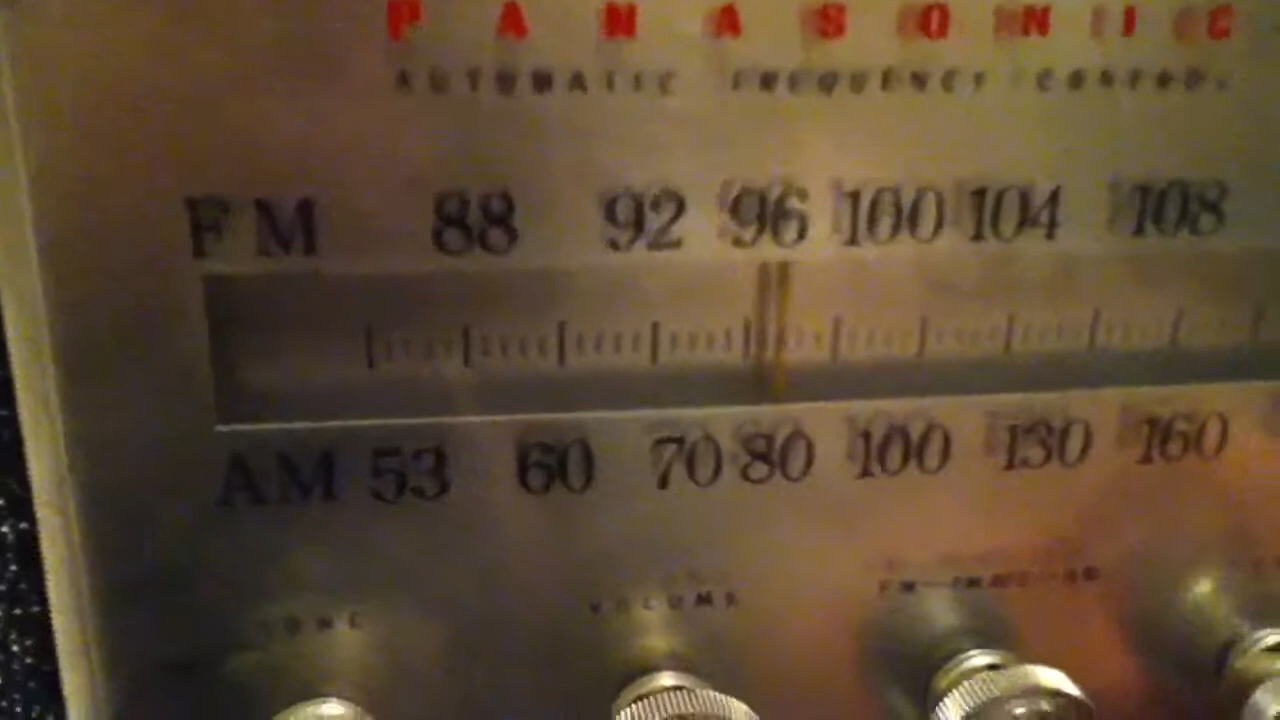 PANASONIC
AUTOMATIC FREQUENCY CONTROL
FM 88 92 96 100 104 108
AM 53 60 70 80 100 130 160
TONE VOLUME FM